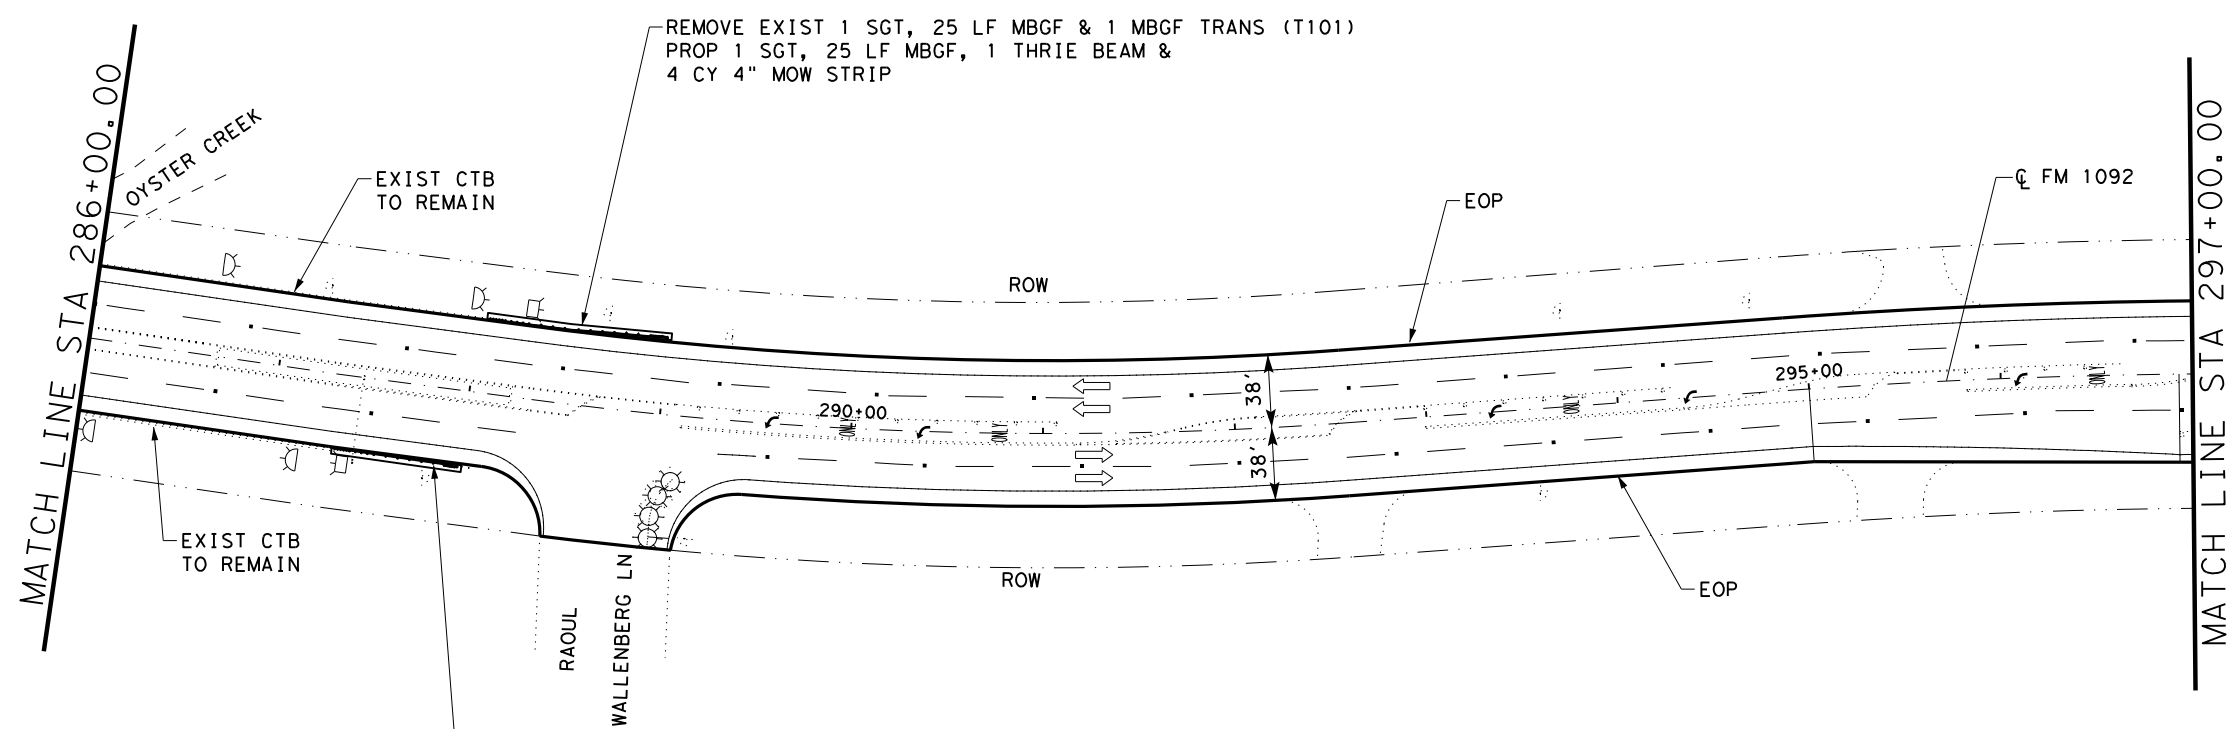 REMOVE EXIST 1 SGT, 25 LF MBGF & 1 MBGF TRANS (T101)
PROP 1 SGT, 25 LF MBGF, 1 THRIE BEAM &
4 CY 4" MOW STRIP
MATCH LINE STA 286+00.00
OYSTER CREEK
EXIST CTB
TO REMAIN
EOP
℄ FM 1092
MATCH LINE STA 297+00.00
ROW
295+00
38'
290+00
ONLY
ONLY
ONLY
ONLY
38'
EXIST CTB
TO REMAIN
ROW
EOP
RAOUL
WALLENBERG LN